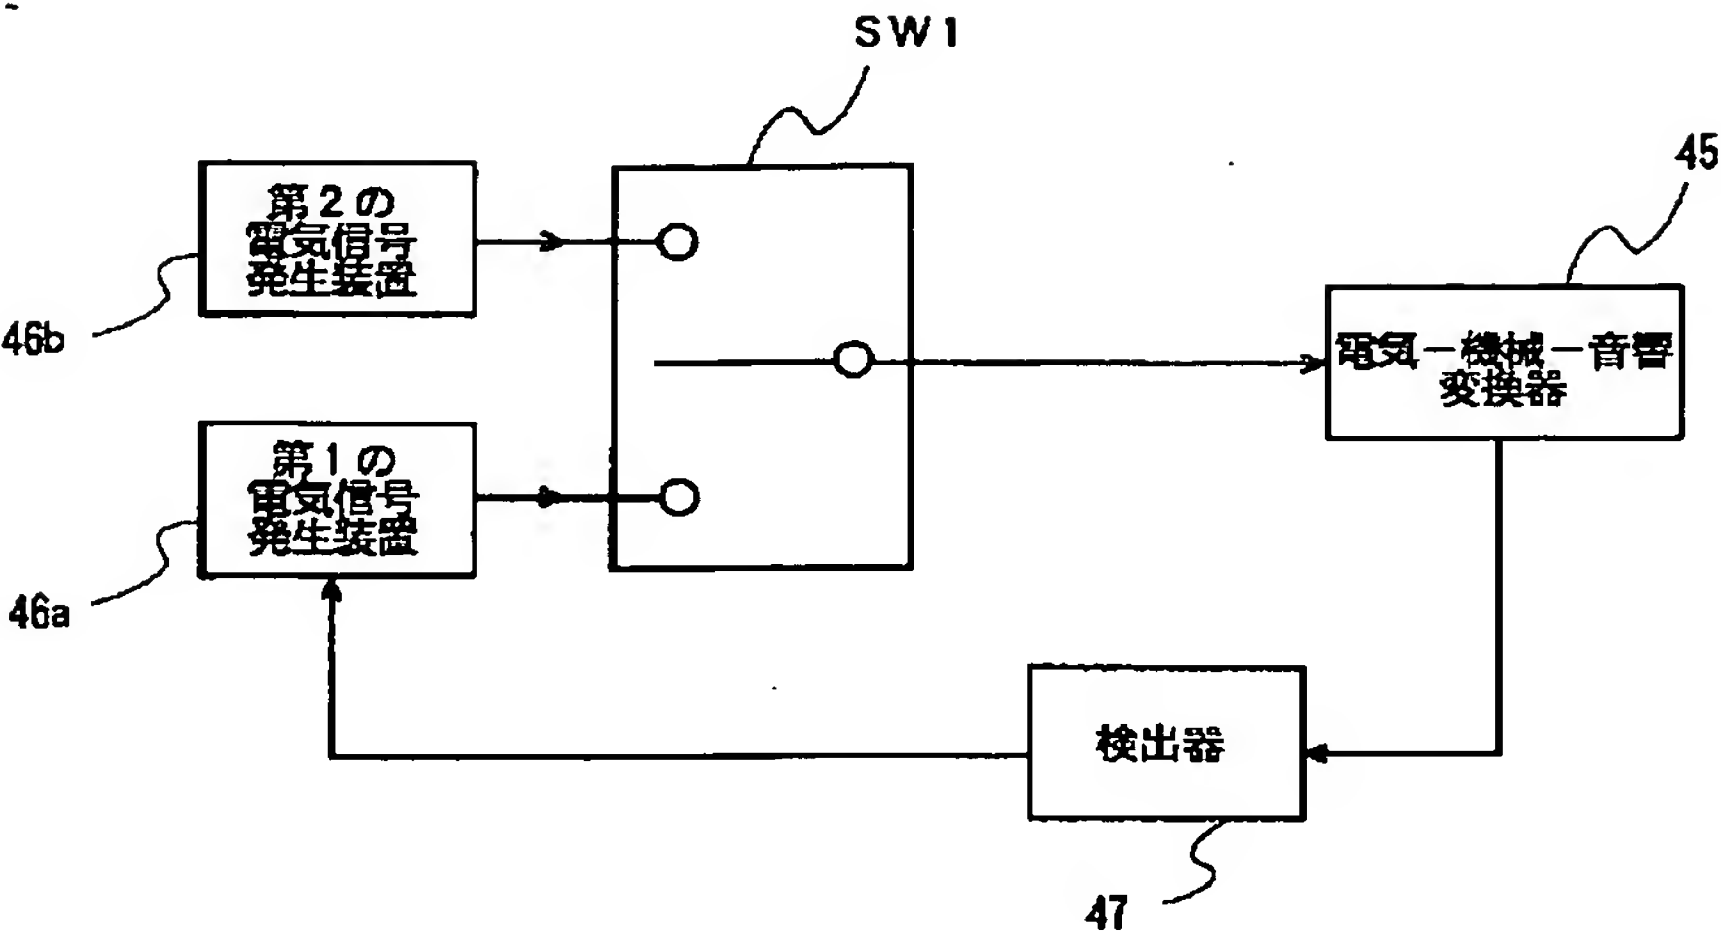 SW1
45
第2の
電気信号
発生装置
46b
電気－機械－音響
変換器
第1の
電気信号
発生装置
46a
検出器
47